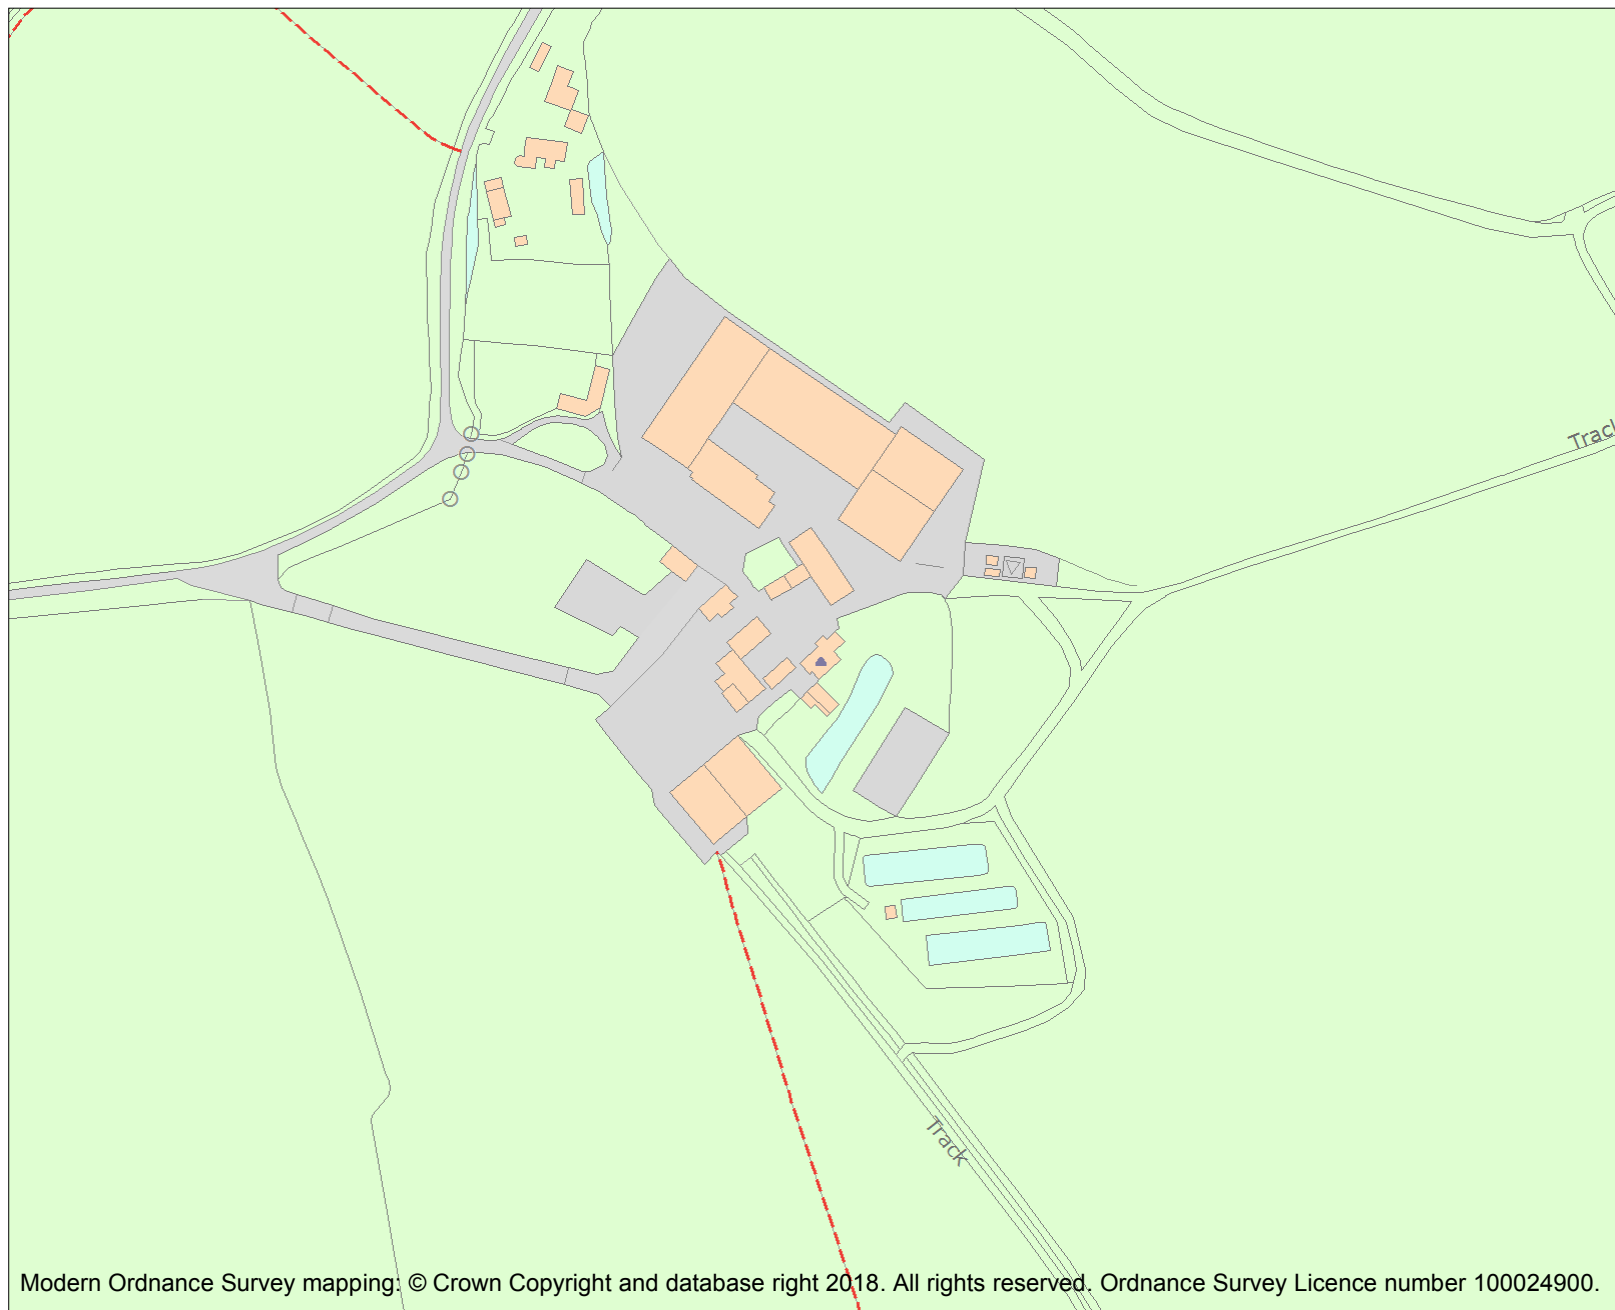 Track
Track
Modern Ordnance Survey mapping: © Crown Copyright and database right 2018. All rights reserved. Ordnance Survey Licence number 100024900.